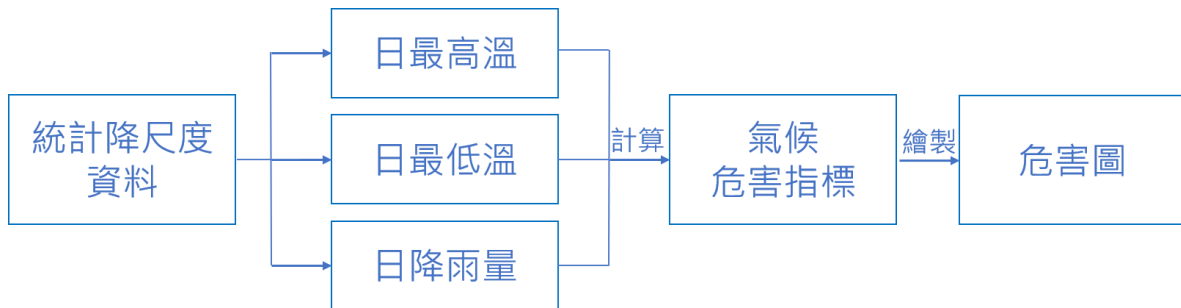 統計降尺度
資料
日最高溫
日最低溫
日降雨量
計算
氣候
危害指標
繪製
危害圖